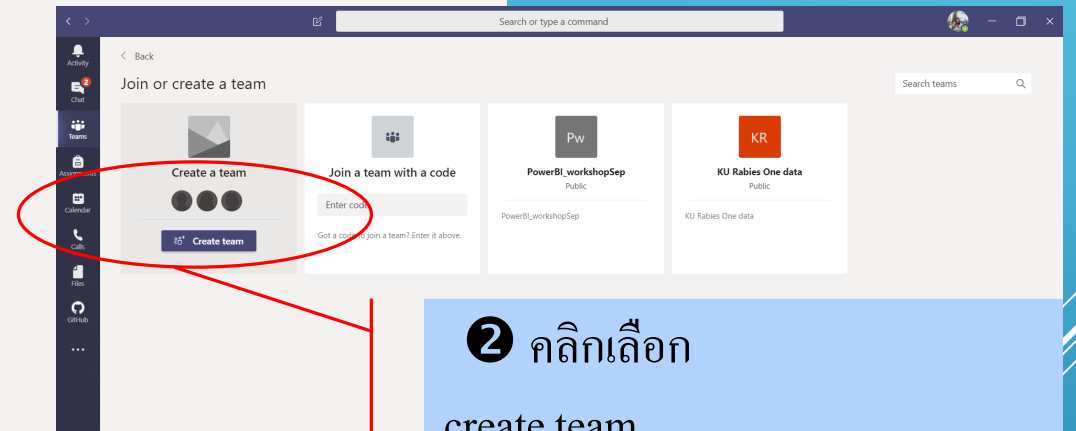 Search or type a command
Activity
2
Chat
Teams
Assignments
Calendar
Calls
Files
GitHub
Back
Join or create a team
Search teams
Create a team
Create team
Join a team with a code
Enter code
Got a code to join a team? Enter it above.
Pw
PowerBI_workshopSep
Public
PowerBI_workshopSep
KR
KU Rabies One data
Public
KU Rabies One data
❷ คลิกเลือก
create team